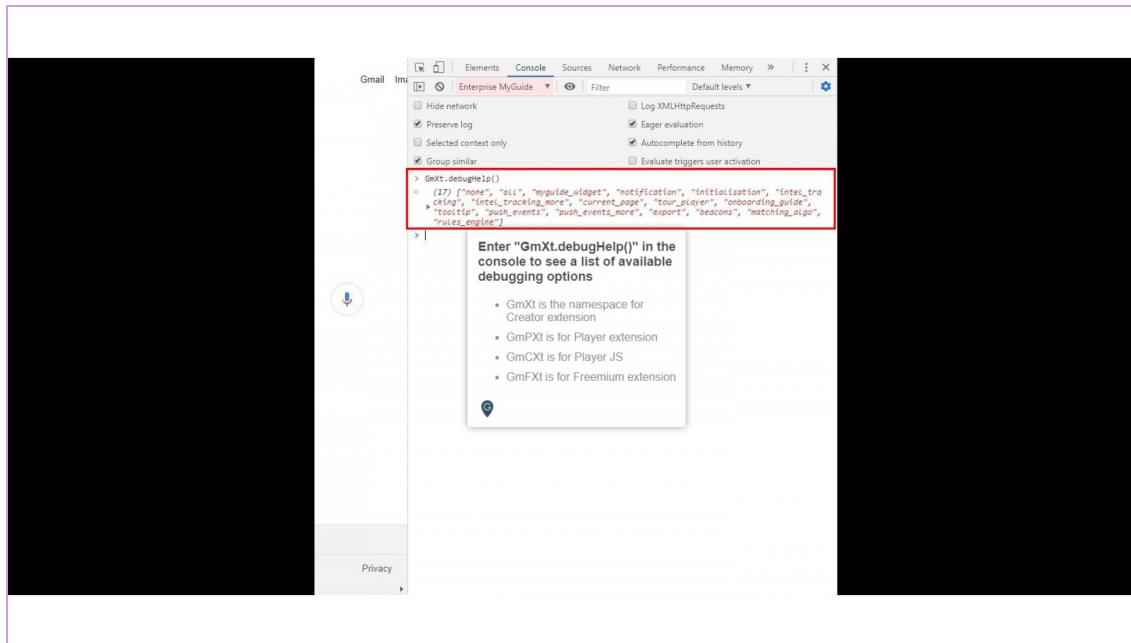 Gmail Ima
Elements Console Sources Network Performance Memory »
Enterprise MyGuide ▼ Filter Default levels ▼
Hide network Log XMLHttpRequests
Preserve log Eager evaluation
Selected context only Autocomplete from history
Group similar Evaluate triggers user activation
> GmXt.debugHelp()
(17) ["none", "all", "myguide_widget", "notification", "initialisation", "intel_tra
cking", "intel_tracking_more", "current_page", "tour_player", "onboarding_guide",
"tooltip", "push_events", "push_events_more", "export", "beacons", "matching_algo",
"rules_engine"]
>
Enter "GmXt.debugHelp()" in the
console to see a list of available
debugging options
• GmXt is the namespace for
Creator extension
• GmPXt is for Player extension
• GmCXt is for Player JS
• GmFXt is for Freemium extension
G
Privacy